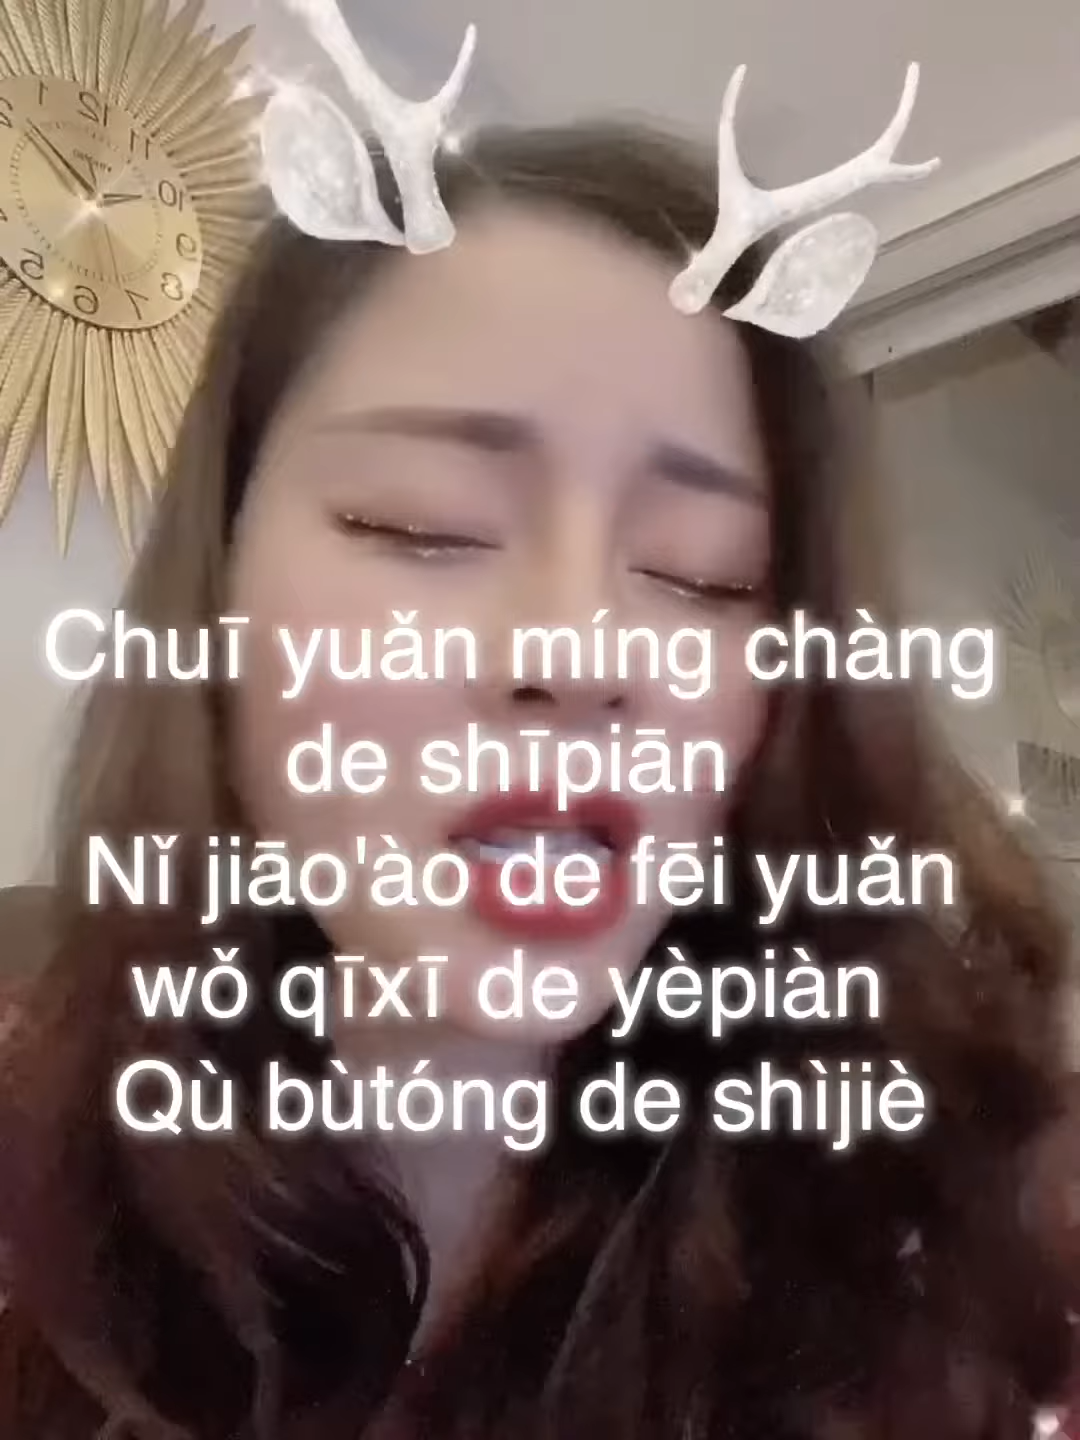 Chuī yuǎn míng chàng
de shīpiān
Nǐ jiāo'ào de fēi yuǎn
wǒ qīxī de yèpiàn
Qù bùtóng de shìjiè